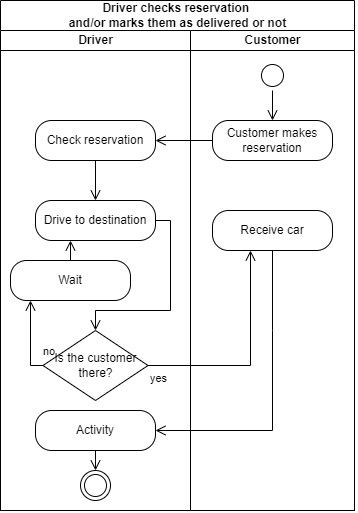 Driver checks reservation
and/or marks them as delivered or not
Driver
Customer
Check reservation
Customer makes
reservation
Drive to destination
Receive car
Wait
no
Is the customer
there?
yes
Activity